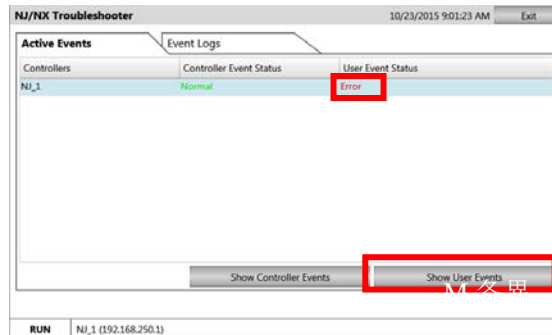 NJ/NX Troubleshooter 10/23/2015 9:01:23 AM Exit
Active Events Event Logs
Controllers Controller Event Status User Event Status
NJ_1 Normal Error
Show Controller Events Show User Events
RUN NJ_1 (192.168.250.1)